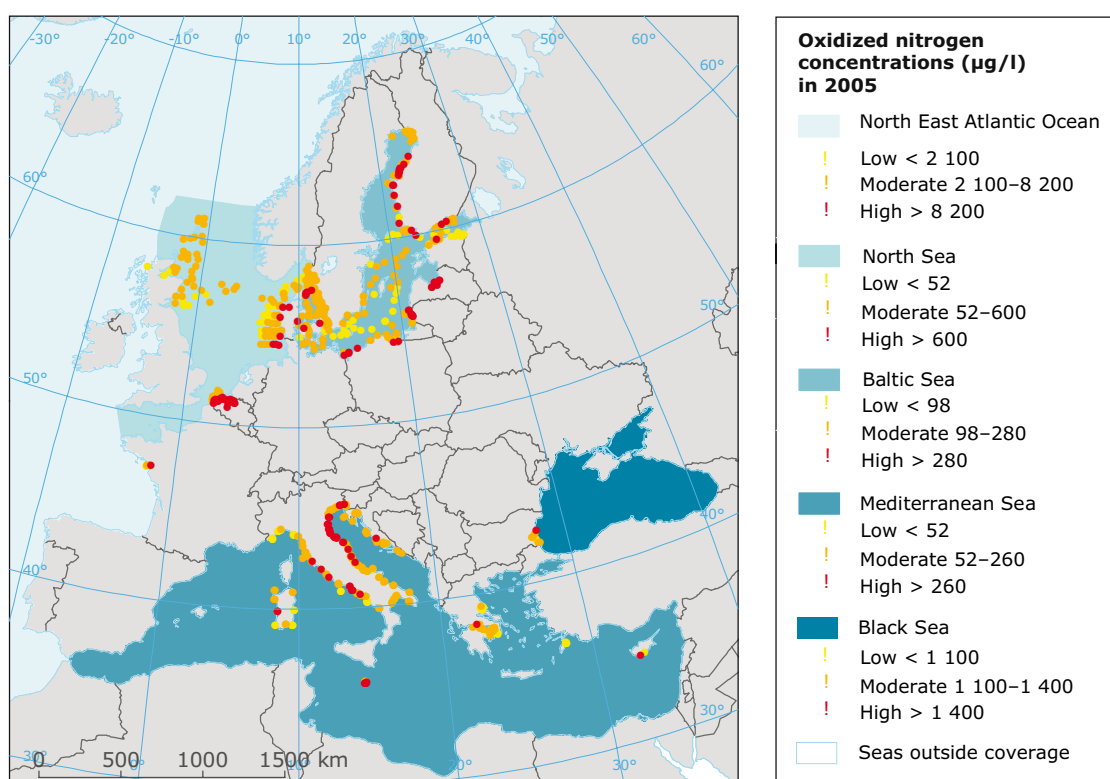 -30°
-20°
-10°
0°
10°
20°
30°
40°
50°
60°
60°
60°
50°
50°
40°
40°
30°
30°
0°
10°
20°
30°
0 500 1000 1500 km
Oxidized nitrogen
concentrations (µg/l)
in 2005
North East Atlantic Ocean
! Low < 2 100
! Moderate 2 100–8 200
! High > 8 200
North Sea
! Low < 52
! Moderate 52–600
! High > 600
Baltic Sea
! Low < 98
! Moderate 98–280
! High > 280
Mediterranean Sea
! Low < 52
! Moderate 52–260
! High > 260
Black Sea
! Low < 1 100
! Moderate 1 100–1 400
! High > 1 400
Seas outside coverage